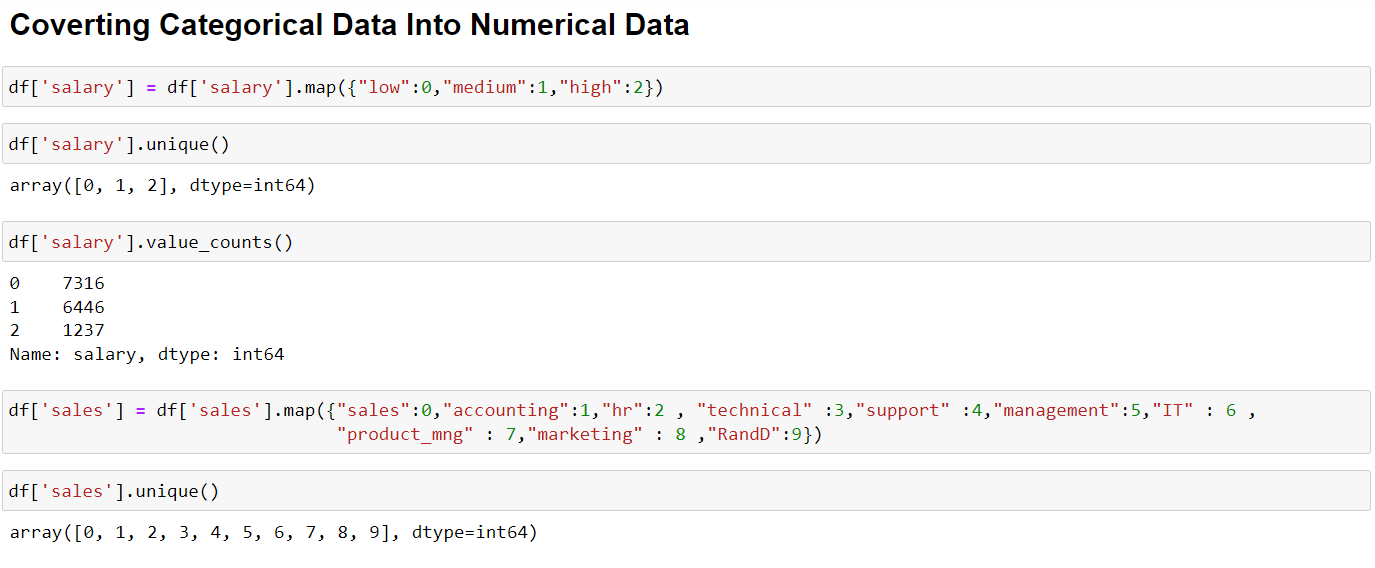 Coverting Categorical Data Into Numerical Data
df['salary'] = df['salary'].map({"low":0,"medium":1,"high":2})
df['salary'].unique()
array([0, 1, 2], dtype=int64)
df['salary'].value_counts()
0    7316
1    6446
2    1237
Name: salary, dtype: int64
df['sales'] = df['sales'].map({"sales":0,"accounting":1,"hr":2 , "technical" :3,"support" :4,"management":5,"IT" : 6 ,
"product_mng" : 7,"marketing" : 8 ,"RandD":9})
df['sales'].unique()
array([0, 1, 2, 3, 4, 5, 6, 7, 8, 9], dtype=int64)